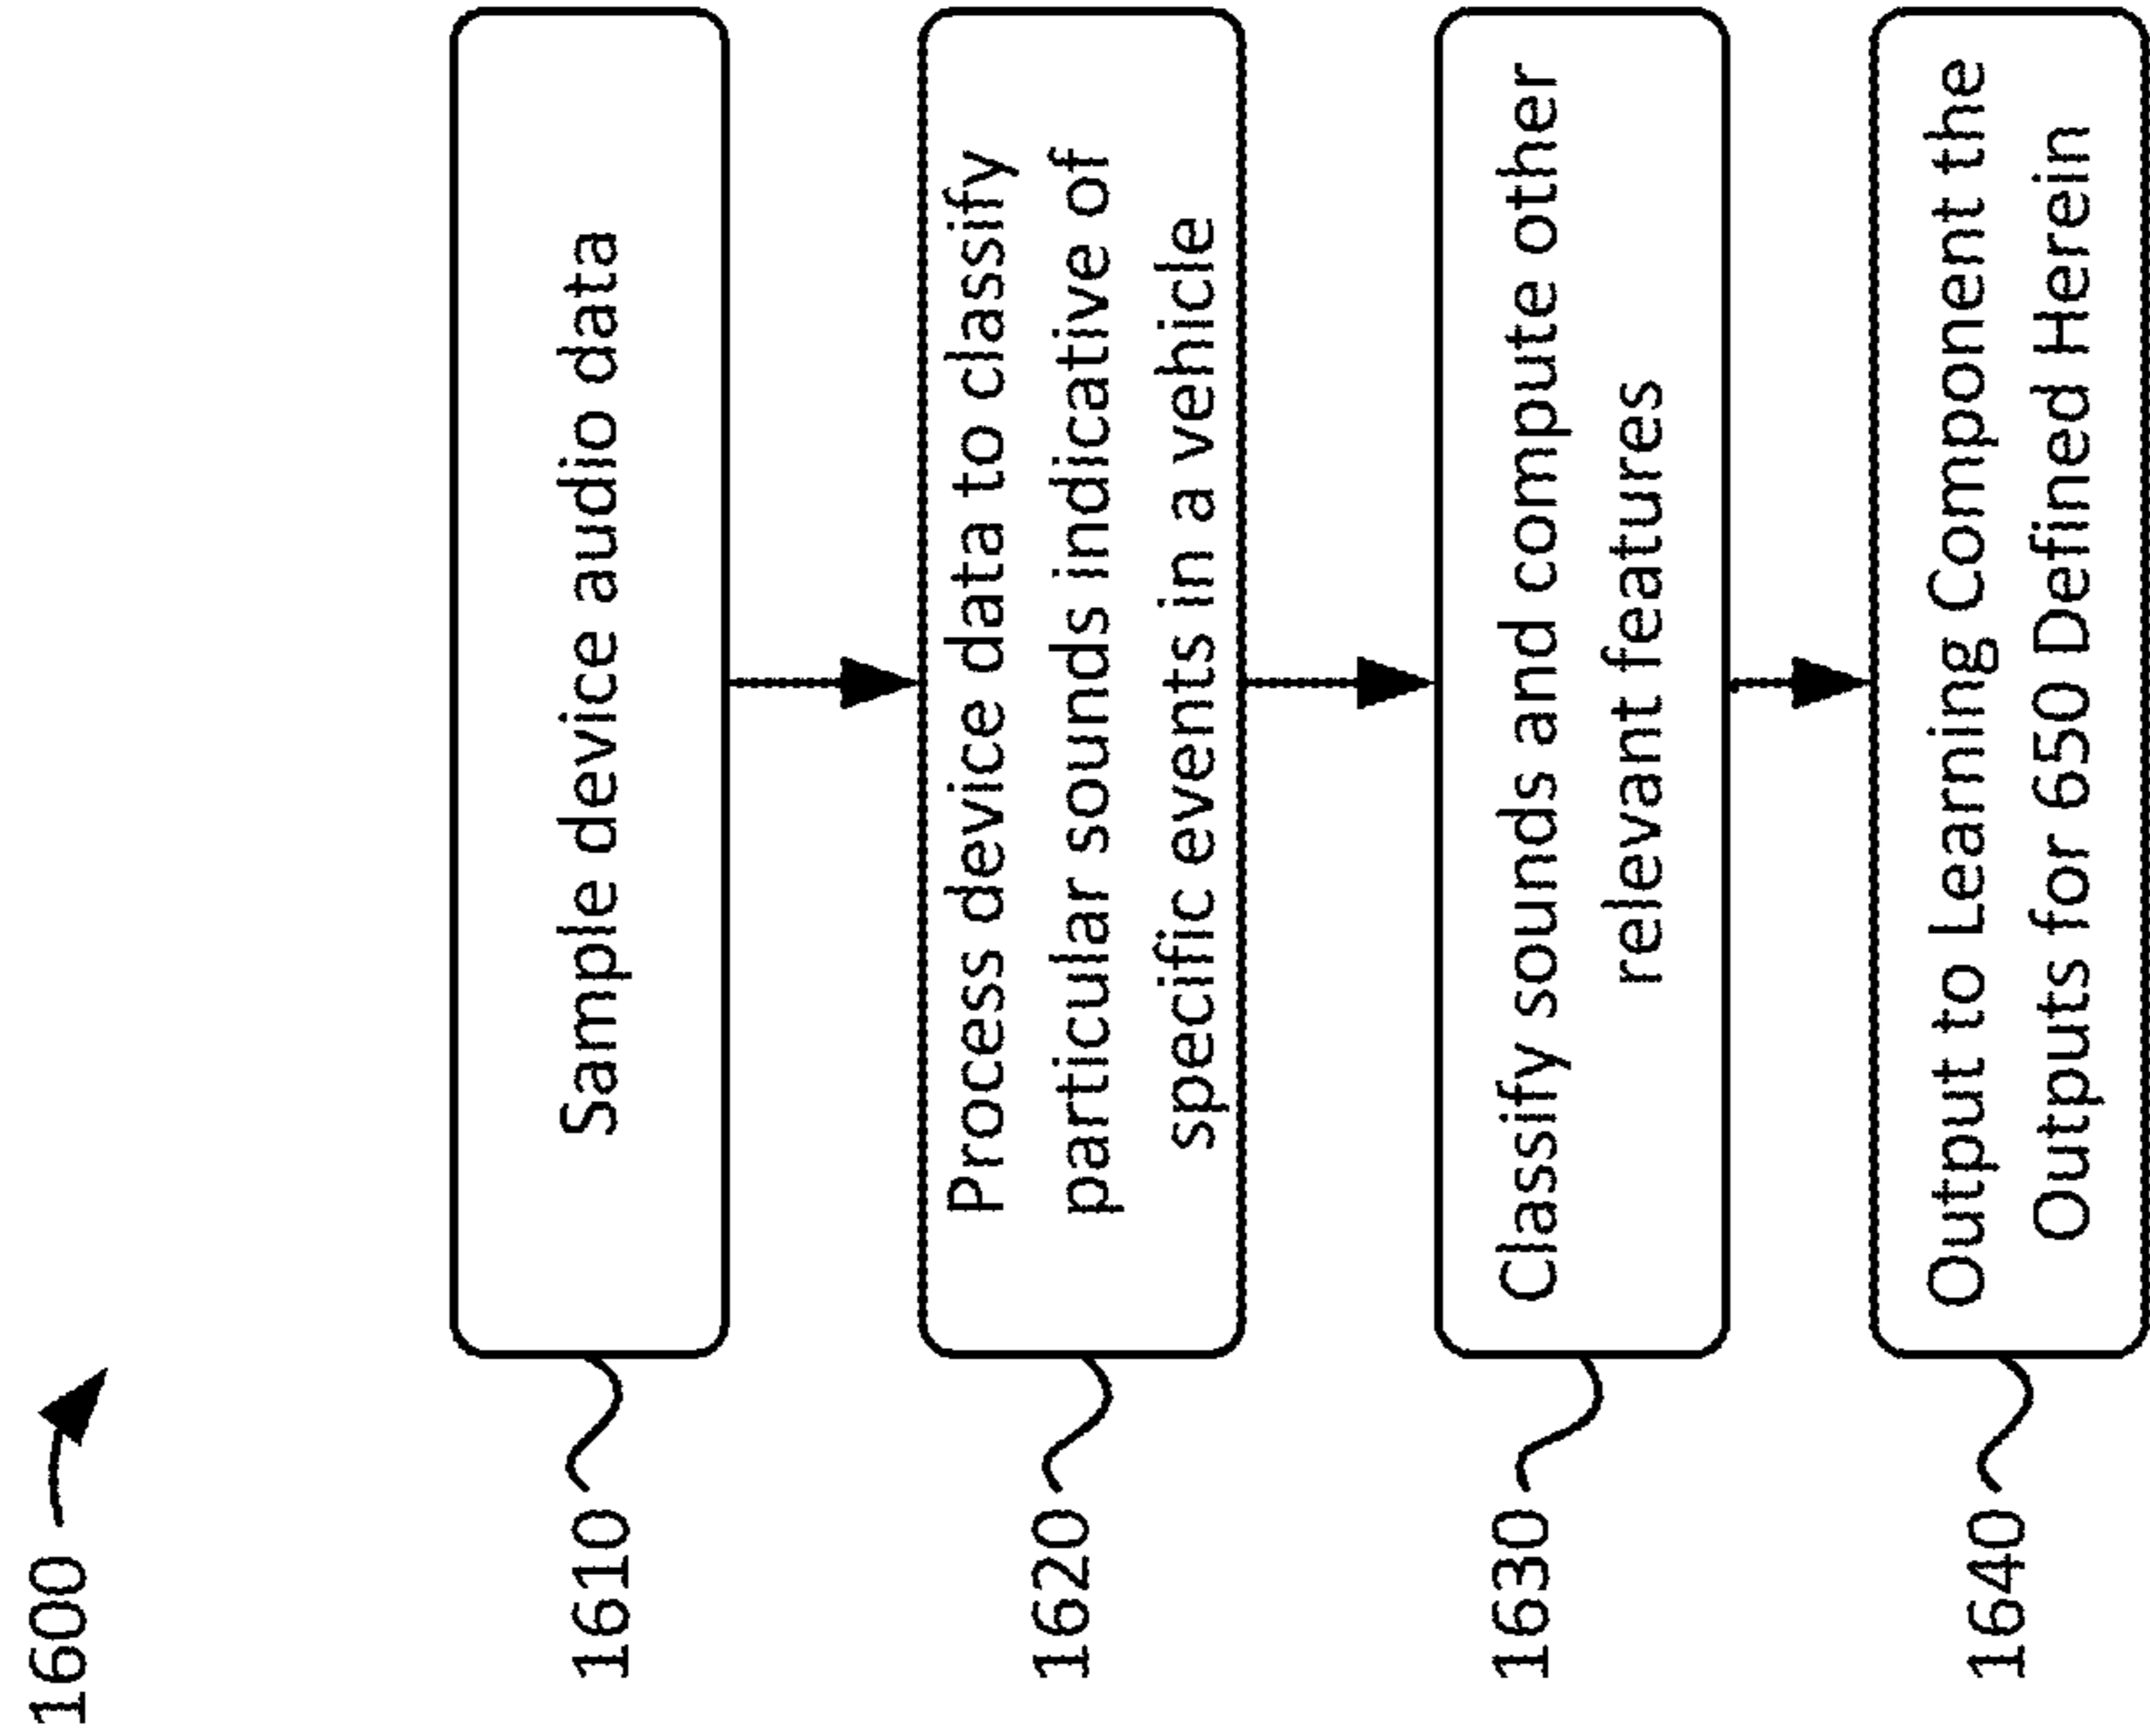 1600
1610
Sample device audio data
1620
Process device data to classify
particular sounds indicative of
specific events in a vehicle
1630
Classify sounds and compute other
relevant features
1640
Output to Learning Component the
Outputs for 650 Defined Herein